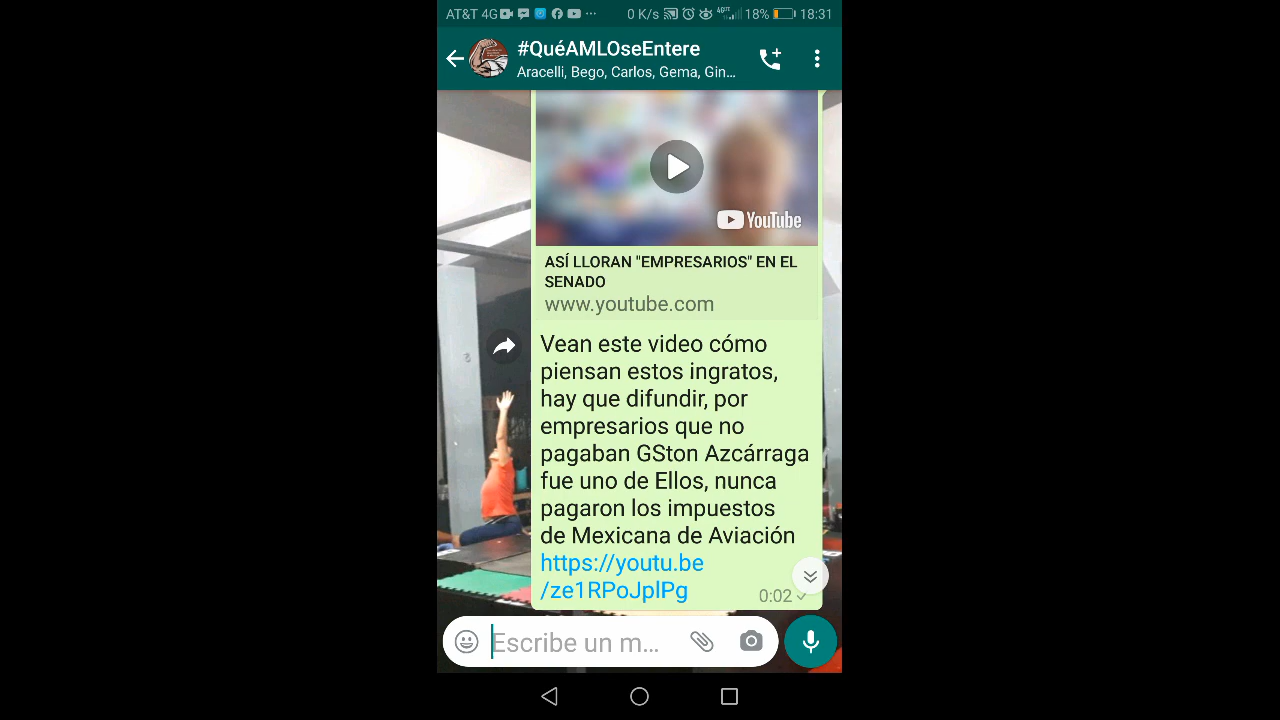 AT&T 4G 0 K/s 4G 18% 18:31
#QuéAMLOseEntere
Aracelli, Bego, Carlos, Gema, Gin...
YouTube
ASÍ LLORAN "EMPRESARIOS" EN EL
SENADO
www.youtube.com
Vean este video cómo
piensan estos ingratos,
hay que difundir, por
empresarios que no
pagaban GSton Azcárraga
fue uno de Ellos, nunca
pagaron los impuestos
de Mexicana de Aviación
https://youtu.be
/ze1RPoJplPg
0:02
Escribe un m...